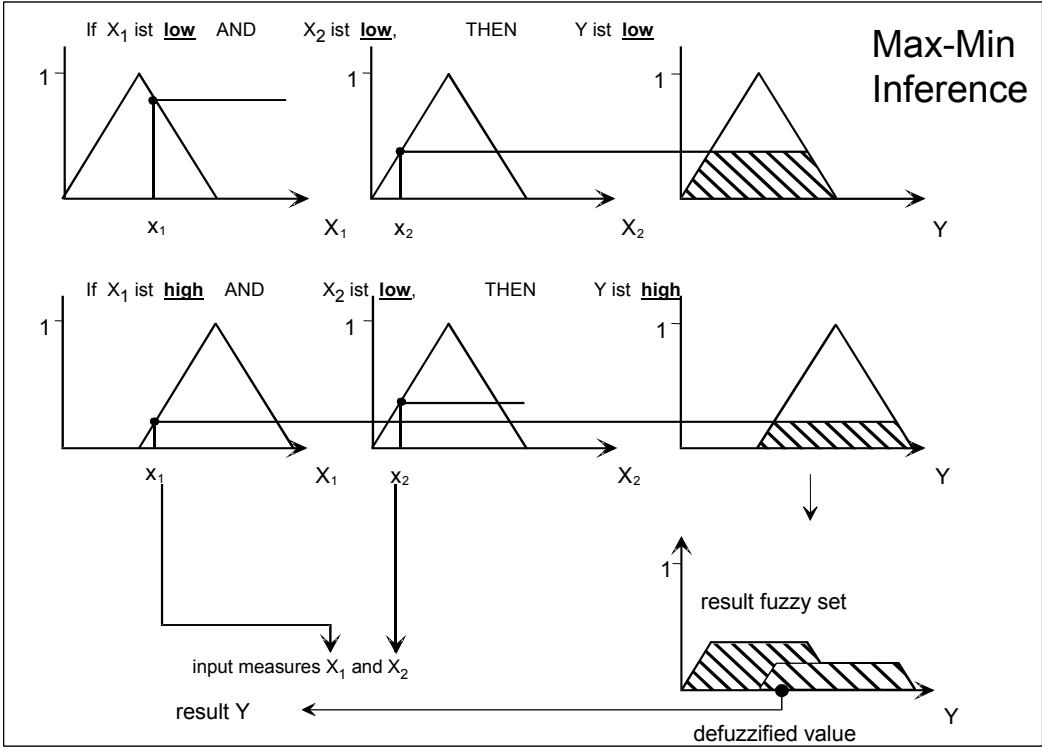 If X1 ist low AND X2 ist low, THEN Y ist low
Max-Min
Inference
1
1
1
x1
X1
x2
X2
Y
If X1 ist high AND X2 ist low, THEN Y ist high
1
1
1
x1
X1
x2
X2
Y
1
result fuzzy set
input measures X1 and X2
result Y
Y
defuzzified value